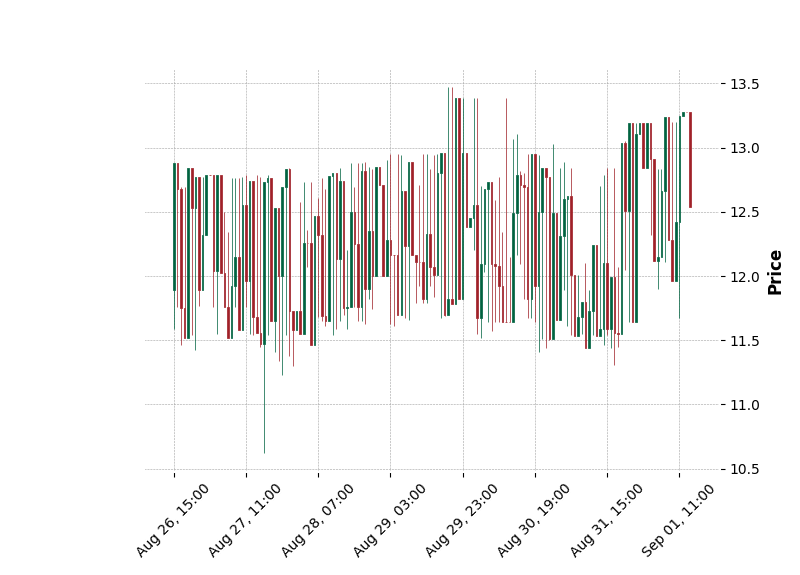 13.5
13.0
12.5
12.0
11.5
11.0
10.5
Price
Aug 26, 15:00
Aug 27, 11:00
Aug 28, 07:00
Aug 29, 03:00
Aug 29, 23:00
Aug 30, 19:00
Aug 31, 15:00
Sep 01, 11:00